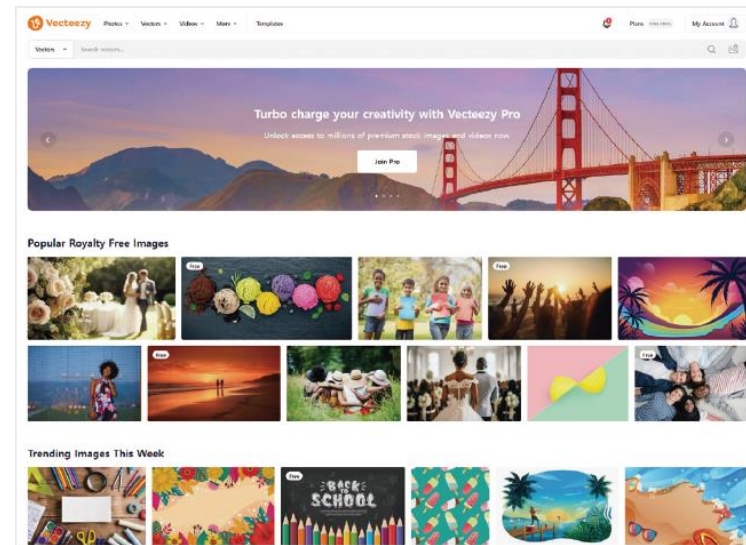 Vecteezy Photos Vectors Videos More Templates Plans My Account
Vectors Search vectors...
Turbo charge your creativity with Vecteezy Pro
Unlock access to millions of premium stock images and videos now.
Join Pro
Popular Royalty Free Images
Free Free
Free Free
Trending Images This Week
Free
BACK TO
SCHOOL